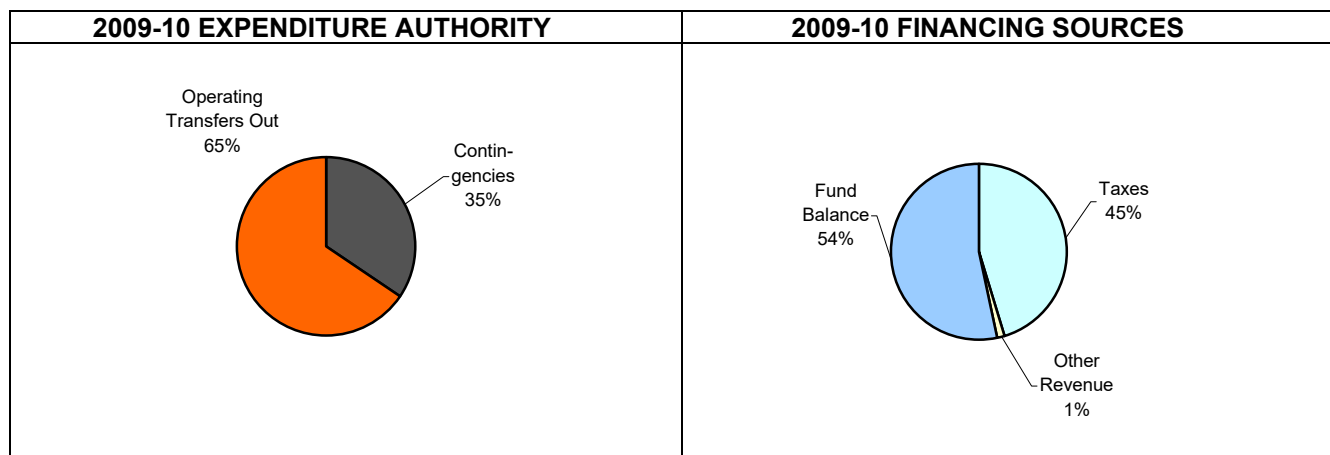 2009-10 EXPENDITURE AUTHORITY
2009-10 FINANCING SOURCES
Operating
Transfers Out
65%
Contin-
gencies
35%
Fund
Balance
54%
Taxes
45%
Other
Revenue
1%